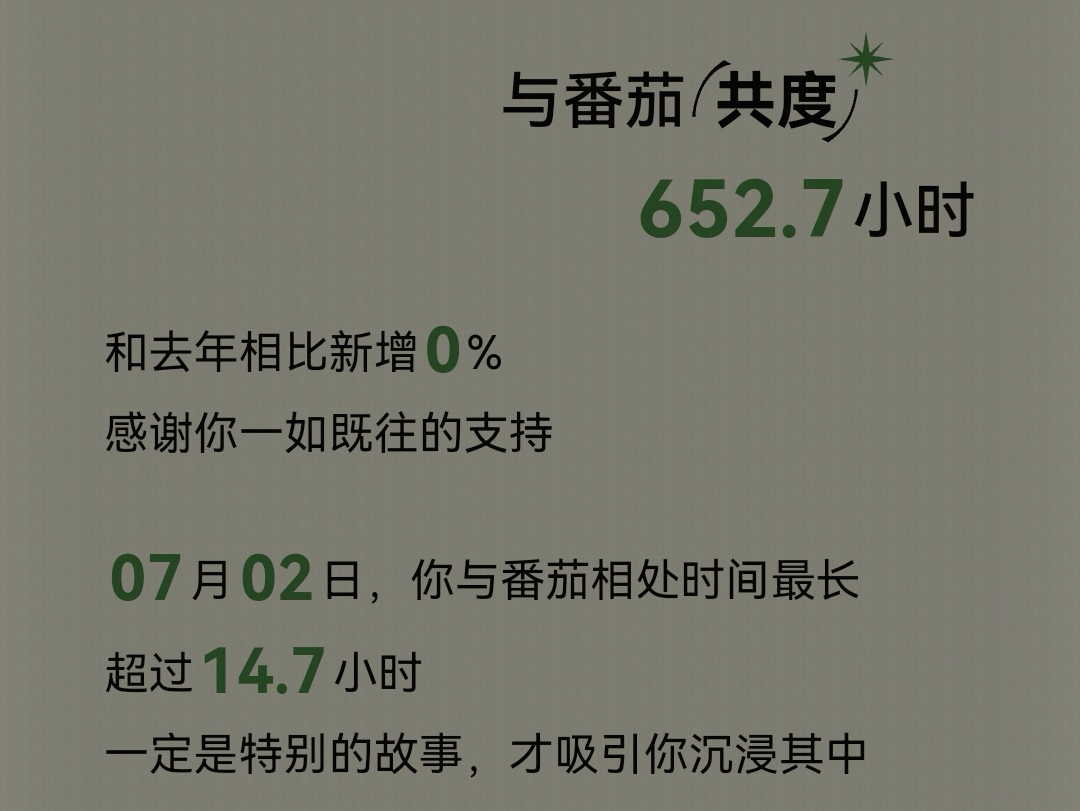 与番茄(共度)
652.7小时
和去年相比新增0%
感谢你一如既往的支持
07月02日，你与番茄相处时间最长
超过14.7小时
一定是特别的故事，才吸引你沉浸其中